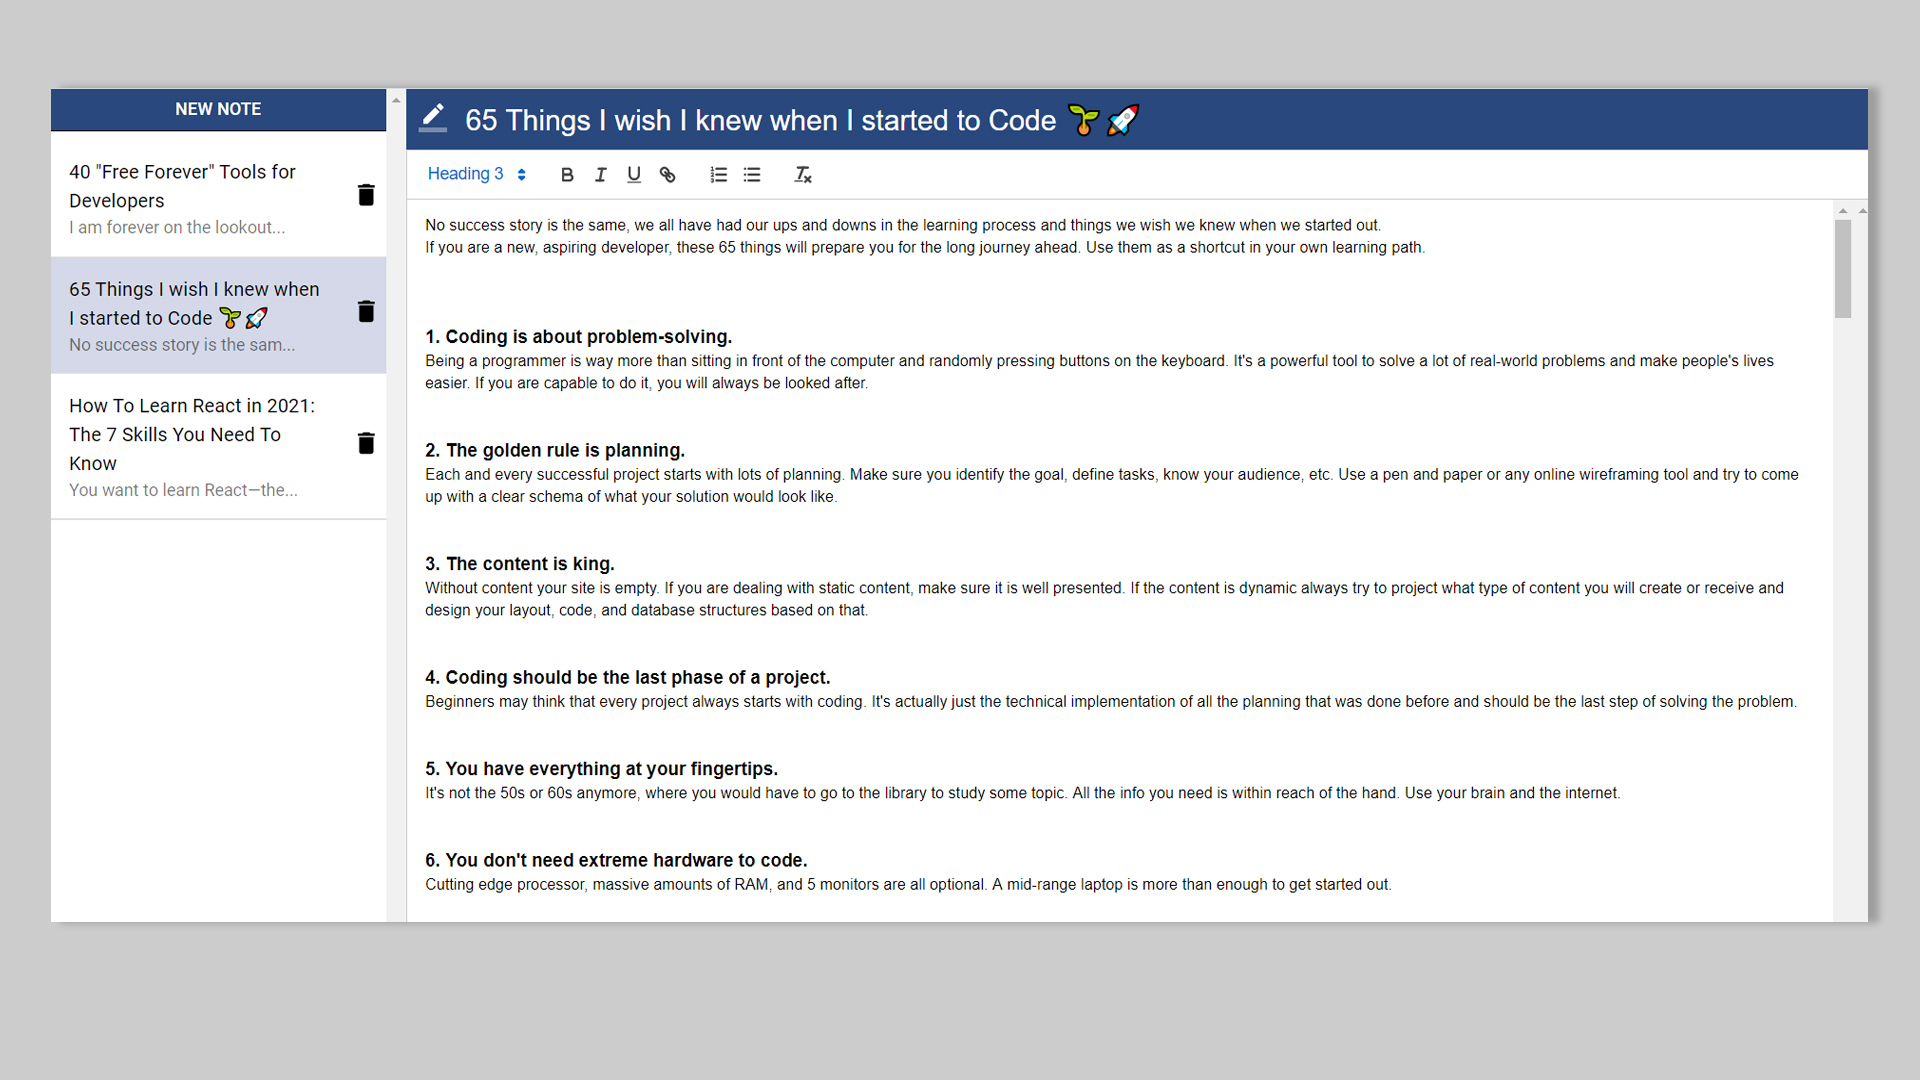 NEW NOTE
40 "Free Forever" Tools for
Developers
I am forever on the lookout...
65 Things I wish I knew when
I started to Code 🌱🚀
No success story is the sam...
How To Learn React in 2021:
The 7 Skills You Need To
Know
You want to learn React—the...
65 Things I wish I knew when I started to Code 🌱🚀
Heading 3
No success story is the same, we all have had our ups and downs in the learning process and things we wish we knew when we started out.
If you are a new, aspiring developer, these 65 things will prepare you for the long journey ahead. Use them as a shortcut in your own learning path.
1. Coding is about problem-solving.
Being a programmer is way more than sitting in front of the computer and randomly pressing buttons on the keyboard. It's a powerful tool to solve a lot of real-world problems and make people's lives
easier. If you are capable to do it, you will always be looked after.
2. The golden rule is planning.
Each and every successful project starts with lots of planning. Make sure you identify the goal, define tasks, know your audience, etc. Use a pen and paper or any online wireframing tool and try to come
up with a clear schema of what your solution would look like.
3. The content is king.
Without content your site is empty. If you are dealing with static content, make sure it is well presented. If the content is dynamic always try to project what type of content you will create or receive and
design your layout, code, and database structures based on that.
4. Coding should be the last phase of a project.
Beginners may think that every project always starts with coding. It's actually just the technical implementation of all the planning that was done before and should be the last step of solving the problem.
5. You have everything at your fingertips.
It's not the 50s or 60s anymore, where you would have to go to the library to study some topic. All the info you need is within reach of the hand. Use your brain and the internet.
6. You don't need extreme hardware to code.
Cutting edge processor, massive amounts of RAM, and 5 monitors are all optional. A mid-range laptop is more than enough to get started out.